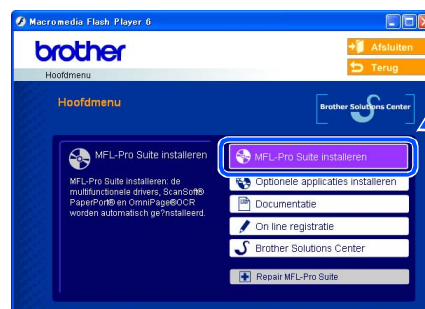 Macromedia Flash Player 6
brother
Afsluiten
Terug
Hoofdmenu
Hoofdmenu
Brother Solutions Center
MFL-Pro Suite installeren
MFL-Pro Suite installeren: de
multifunctionele drivers, ScanSoft®
PaperPort® en OmniPage®OCR
worden automatisch ge?nstalleerd.
MFL-Pro Suite installeren
Optionele applicaties installeren
Documentatie
On line registratie
Brother Solutions Center
Repair MFL-Pro Suite